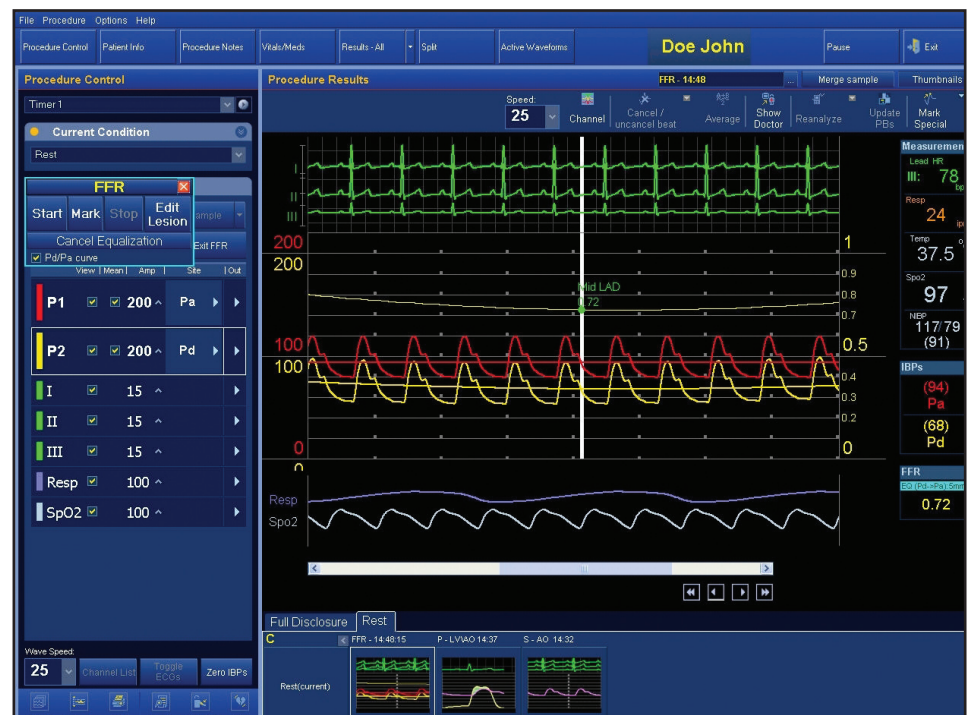 File Procedure Options Help
Procedure Control Patient Info Procedure Notes Vitals/Meds Results - All Split Active Waveforms Doe John Pause Exit
Procedure Control
Timer 1
Current Condition
Rest
FFR
Start Mark Stop Edit Lesion
Cancel Equalization
Exit FFR
Pd/Pa curve
View Mean Amp Site Out
P1 200 Pa
P2 200 Pd
I 15
II 15
III 15
Resp 100
SpO2 100
Wave Speed:
25 Channel List Toggle ECGs Zero IBPs
Procedure Results FFR - 14:48 ... Merge sample Thumbnails
Speed:
25 Channel Cancel / uncancel beat Average Show Doctor Reanalyze Update PBs Mark Special
I
II
III
200 1
200
0.9
Mid LAD
0.8
0.72
0.7
100 0.5
100
0.4
0.3
0.2
0 0
0
Resp
Spo2
Measuremen
Lead HR
III: 78
Resp
24
Temp
37.5
Spo2
97
NIBP
117/79
(91)
IBPs
(94)
Pa
(68)
Pd
FFR
EQ (Pd->Pa):5mm
0.72
Full Disclosure Rest
C FFR - 14:48:15 P - LV\AO 14:37 S - AO 14:32
Rest(current)